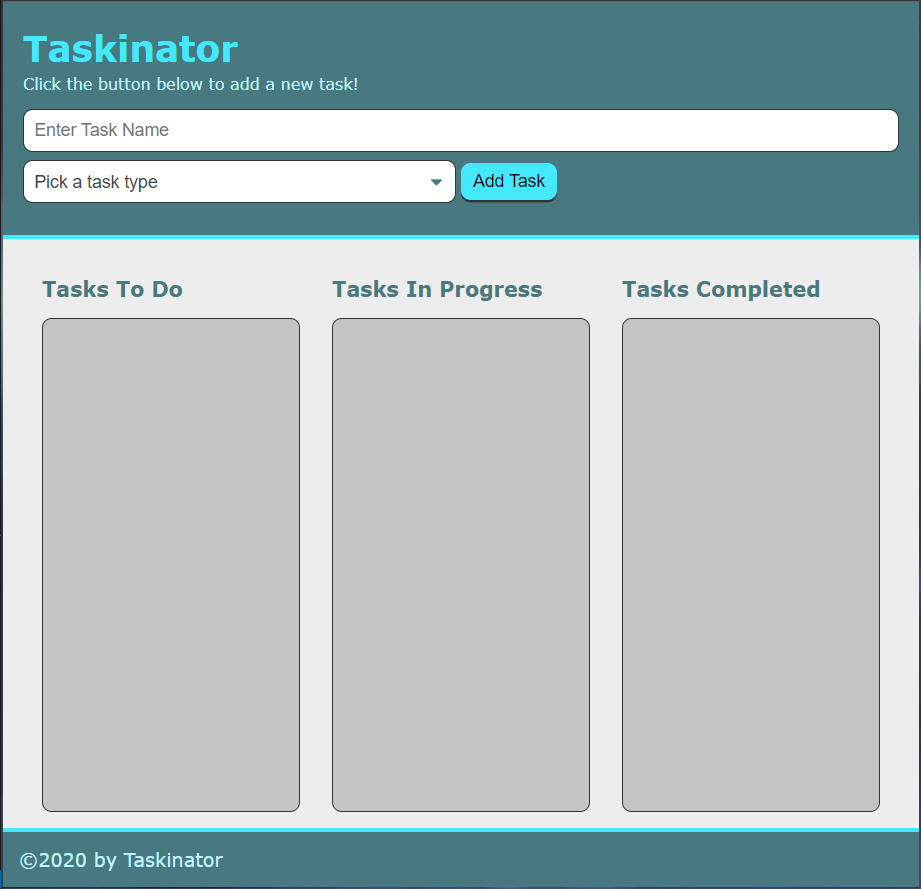 Taskinator
Click the button below to add a new task!
Enter Task Name
Pick a task type
Add Task
Tasks To Do
Tasks In Progress
Tasks Completed
©2020 by Taskinator